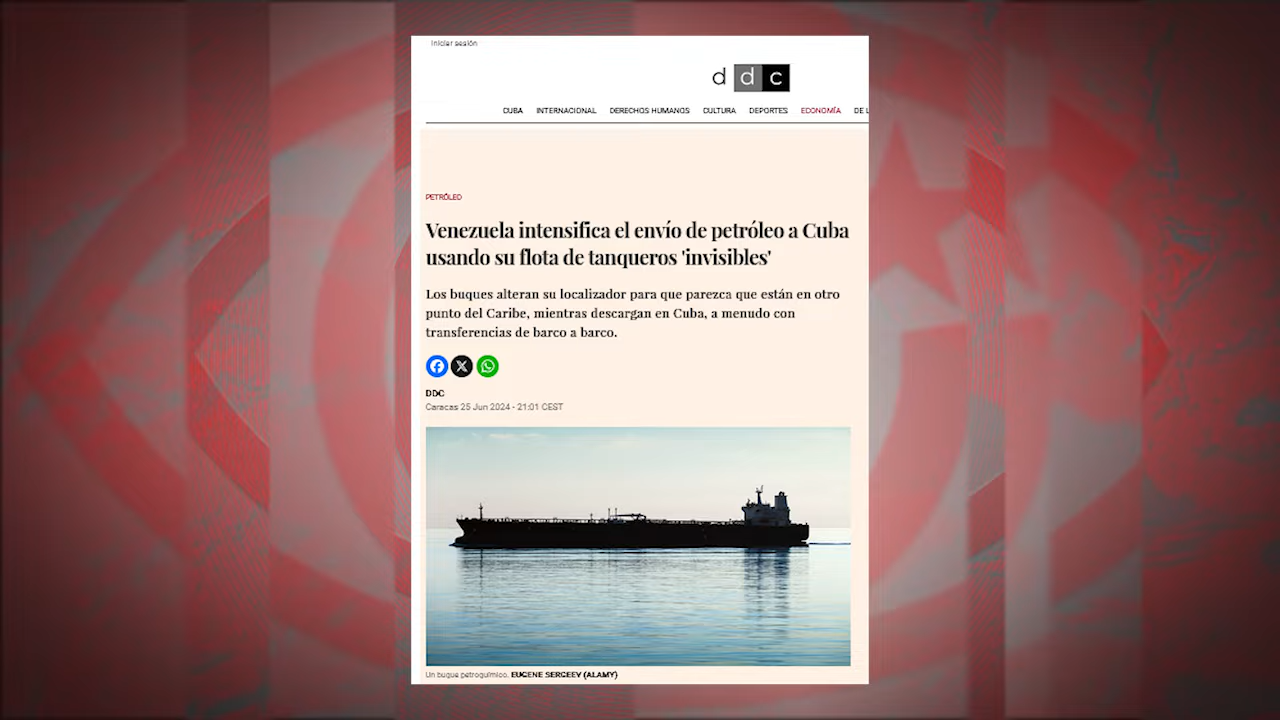 Iniciar sesión
d d c
CUBA INTERNACIONAL DERECHOS HUMANOS CULTURA DEPORTES ECONOMÍA DE L
PETRÓLEO
Venezuela intensifica el envío de petróleo a Cuba
usando su flota de tanqueros 'invisibles'
Los buques alteran su localizador para que parezca que están en otro
punto del Caribe, mientras descargan en Cuba, a menudo con
transferencias de barco a barco.
DDC
Caracas 25 Jun 2024 - 21:01 CEST
Un buque petroquímico. EUGENE SERGEEV (ALAMY)